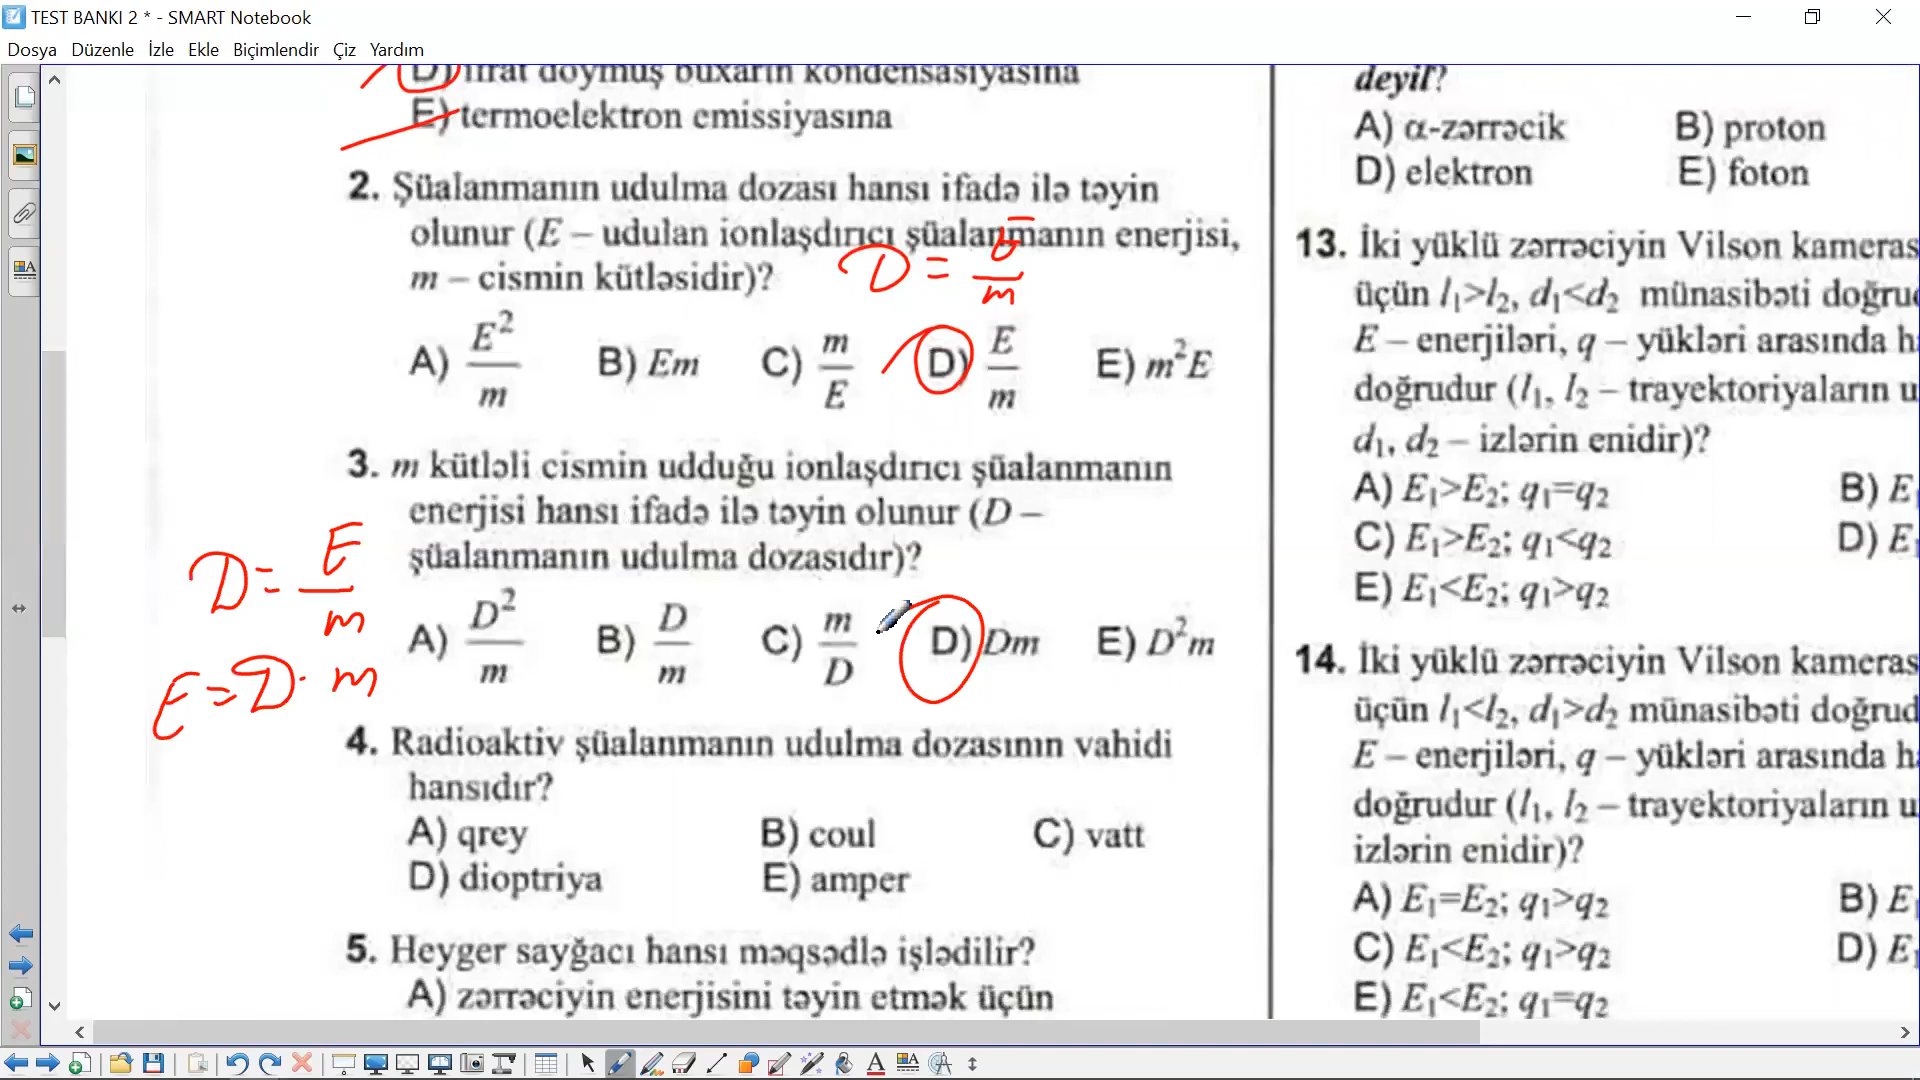 TEST BANKI 2 * - SMART Notebook
Dosya Düzenle İzle Ekle Biçimlendir Çiz Yardım
D) ifrat doymuş buxarın kondensasiyasına
E) termoelektron emissiyasına
2. Şüalanmanın udulma dozası hansı ifadə ilə təyin
olunur (E – udulan ionlaşdırıcı şüalanmanın enerjisi,
m – cismin kütləsidir)?
D = E/m
A) E²/m B) Em C) m/E D) E/m E) m²E
3. m kütləli cismin udduğu ionlaşdırıcı şüalanmanın
enerjisi hansı ifadə ilə təyin olunur (D –
şüalanmanın udulma dozasıdır)?
D = E/m
A) D²/m B) D/m C) m/D D) Dm E) D²m
E = D · m
4. Radioaktiv şüalanmanın udulma dozasının vahidi
hansıdır?
A) qrey B) coul C) vatt
D) dioptriya E) amper
5. Heyger sayğacı hansı məqsədlə işlədilir?
A) zərrəciyin enerjisini təyin etmək üçün
deyil?
A) α-zərrəcik B) proton
D) elektron E) foton
13. İki yüklü zərrəciyin Vilson kameras
üçün l₁>l₂, d₁<d₂ münasibəti doğru
E – enerjiləri, q – yükləri arasında h
doğrudur (l₁, l₂ – trayektoriyaların u
d₁, d₂ – izlərin enidir)?
A) E₁>E₂; q₁=q₂ B) E
C) E₁>E₂; q₁<q₂ D) E
E) E₁<E₂; q₁>q₂
14. İki yüklü zərrəciyin Vilson kameras
üçün l₁<l₂, d₁>d₂ münasibəti doğrud
E – enerjiləri, q – yükləri arasında h
doğrudur (l₁, l₂ – trayektoriyaların u
izlərin enidir)?
A) E₁=E₂; q₁>q₂ B) E
C) E₁<E₂; q₁>q₂ D) E
E) E₁<E₂; q₁=q₂